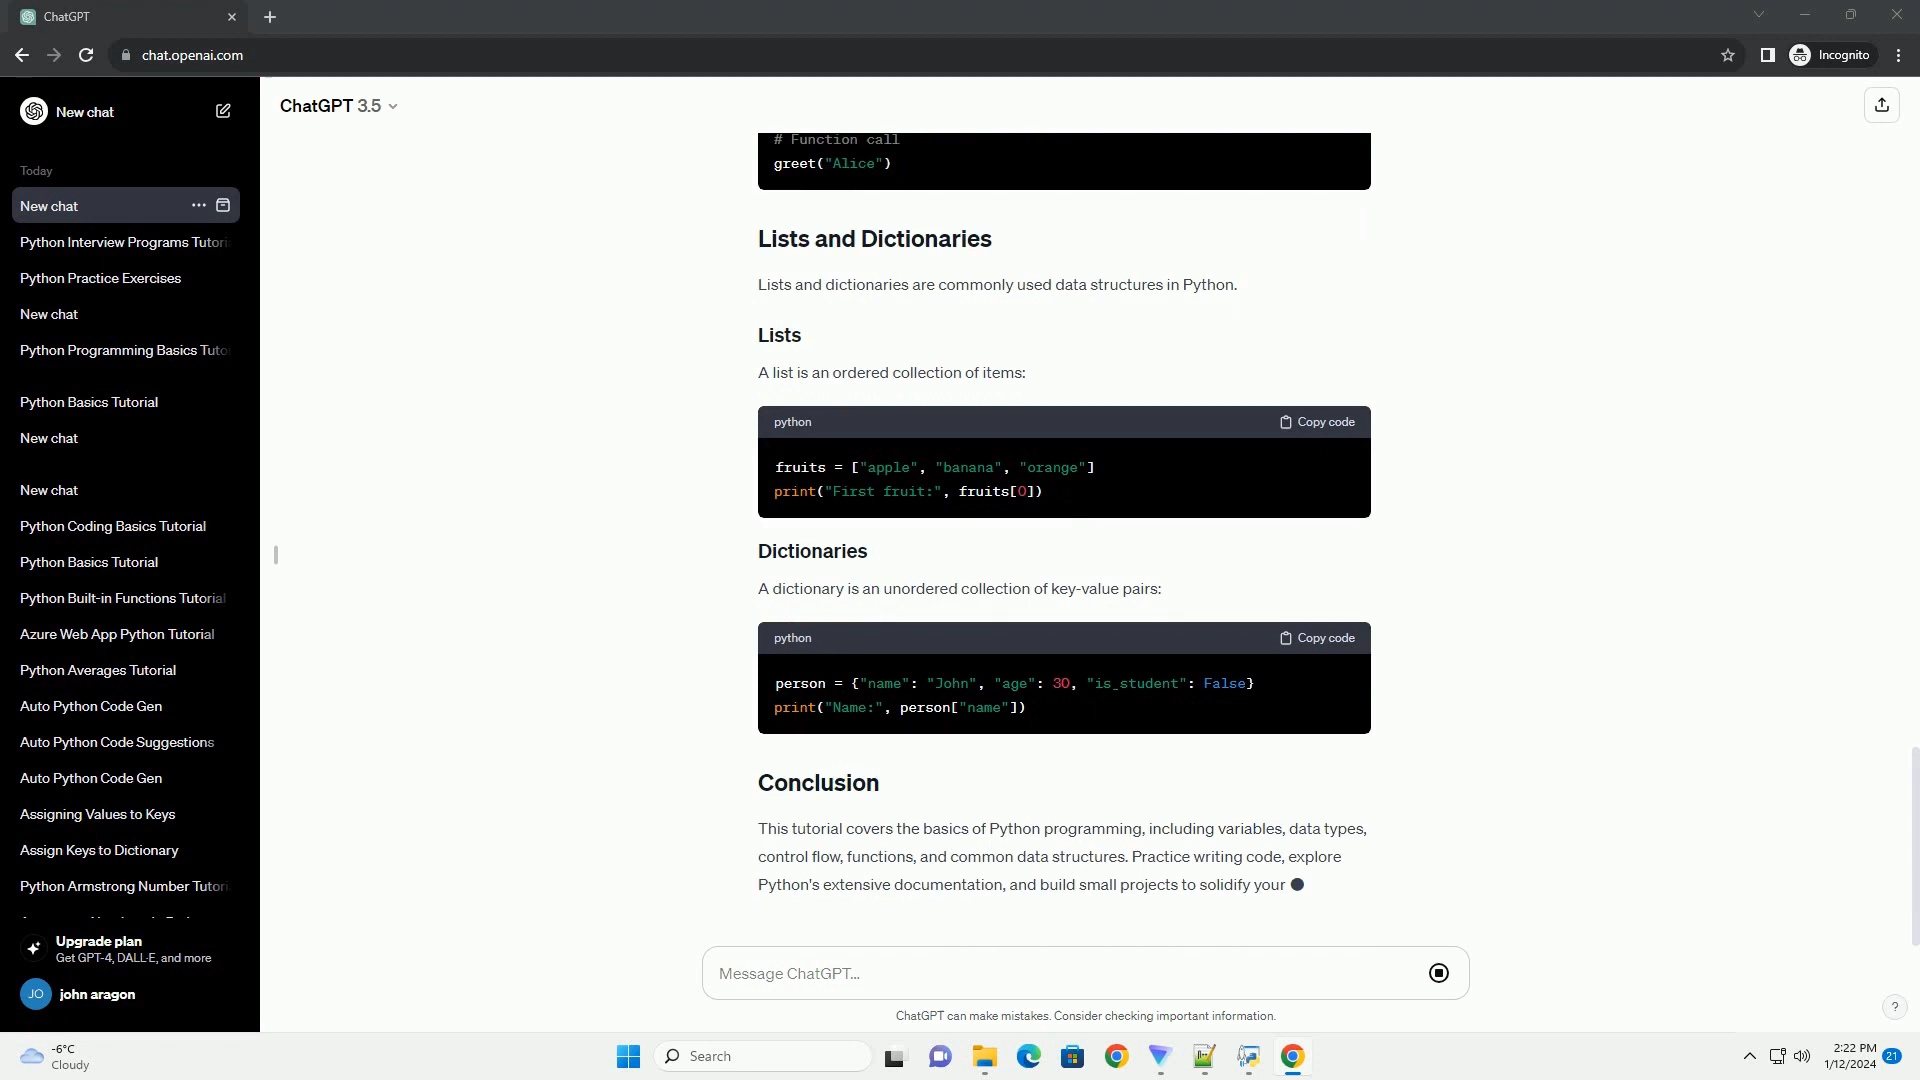 ChatGPT
chat.openai.com
Incognito
New chat
ChatGPT 3.5
Today
New chat
Python Interview Programs Tutori
Python Practice Exercises
New chat
Python Programming Basics Tuto
Python Basics Tutorial
New chat
New chat
Python Coding Basics Tutorial
Python Basics Tutorial
Python Built-in Functions Tutorial
Azure Web App Python Tutorial
Python Averages Tutorial
Auto Python Code Gen
Auto Python Code Suggestions
Auto Python Code Gen
Assigning Values to Keys
Assign Keys to Dictionary
Python Armstrong Number Tutori
Upgrade plan
Get GPT-4, DALL·E, and more
JO
john aragon
# Function call
greet("Alice")
Lists and Dictionaries
Lists and dictionaries are commonly used data structures in Python.
Lists
A list is an ordered collection of items:
python
Copy code
fruits = ["apple", "banana", "orange"]
print("First fruit:", fruits[0])
Dictionaries
A dictionary is an unordered collection of key-value pairs:
python
Copy code
person = {"name": "John", "age": 30, "is_student": False}
print("Name:", person["name"])
Conclusion
This tutorial covers the basics of Python programming, including variables, data types,
control flow, functions, and common data structures. Practice writing code, explore
Python's extensive documentation, and build small projects to solidify your
Message ChatGPT...
ChatGPT can make mistakes. Consider checking important information.
?
-6°C
Cloudy
Search
2:22 PM
1/12/2024
21